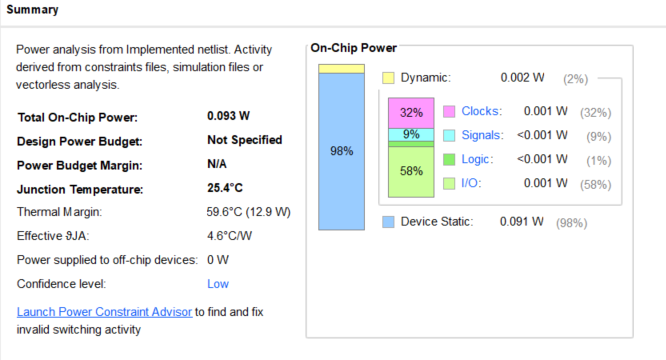 Summary
Power analysis from Implemented netlist. Activity
derived from constraints files, simulation files or
vectorless analysis.
Total On-Chip Power: 0.093 W
Design Power Budget: Not Specified
Power Budget Margin: N/A
Junction Temperature: 25.4°C
Thermal Margin: 59.6°C (12.9 W)
Effective ϑJA: 4.6°C/W
Power supplied to off-chip devices: 0 W
Confidence level: Low
Launch Power Constraint Advisor to find and fix
invalid switching activity
On-Chip Power
Dynamic: 0.002 W (2%)
32% Clocks: 0.001 W (32%)
9% Signals: <0.001 W (9%)
Logic: <0.001 W (1%)
58% I/O: 0.001 W (58%)
98%
Device Static: 0.091 W (98%)